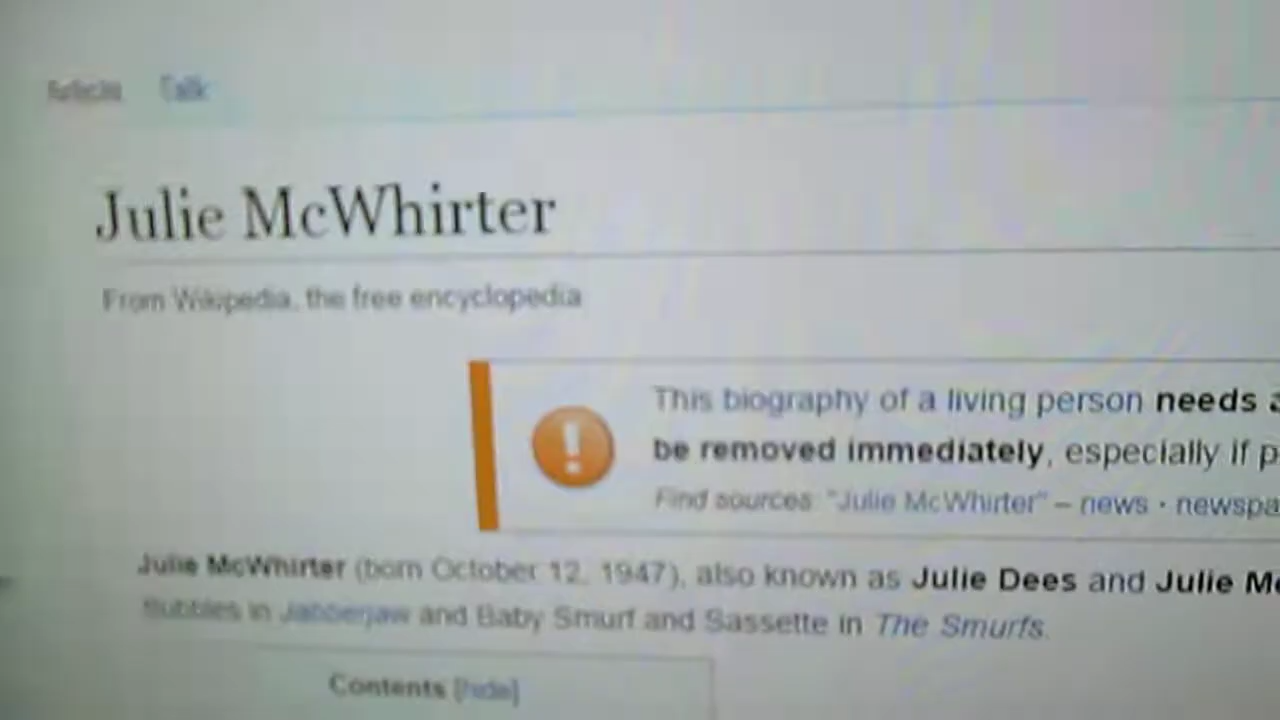 Article Talk
Julie McWhirter
From Wikipedia, the free encyclopedia
This biography of a living person needs a
be removed immediately, especially if p
Find sources: "Julie McWhirter" – news · newspa
Julie McWhirter (born October 12, 1947), also known as Julie Dees and Julie Mc
Bubbles in Jabberjaw and Baby Smurf and Sassette in The Smurfs.
Contents [hide]